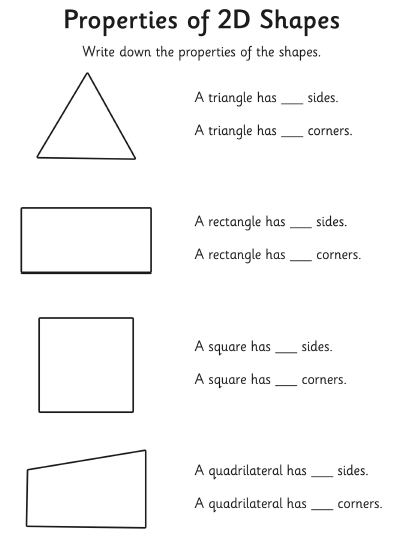 Properties of 2D Shapes
Write down the properties of the shapes.
A triangle has ___ sides.
A triangle has ___ corners.
A rectangle has ___ sides.
A rectangle has ___ corners.
A square has ___ sides.
A square has ___ corners.
A quadrilateral has ___ sides.
A quadrilateral has ___ corners.